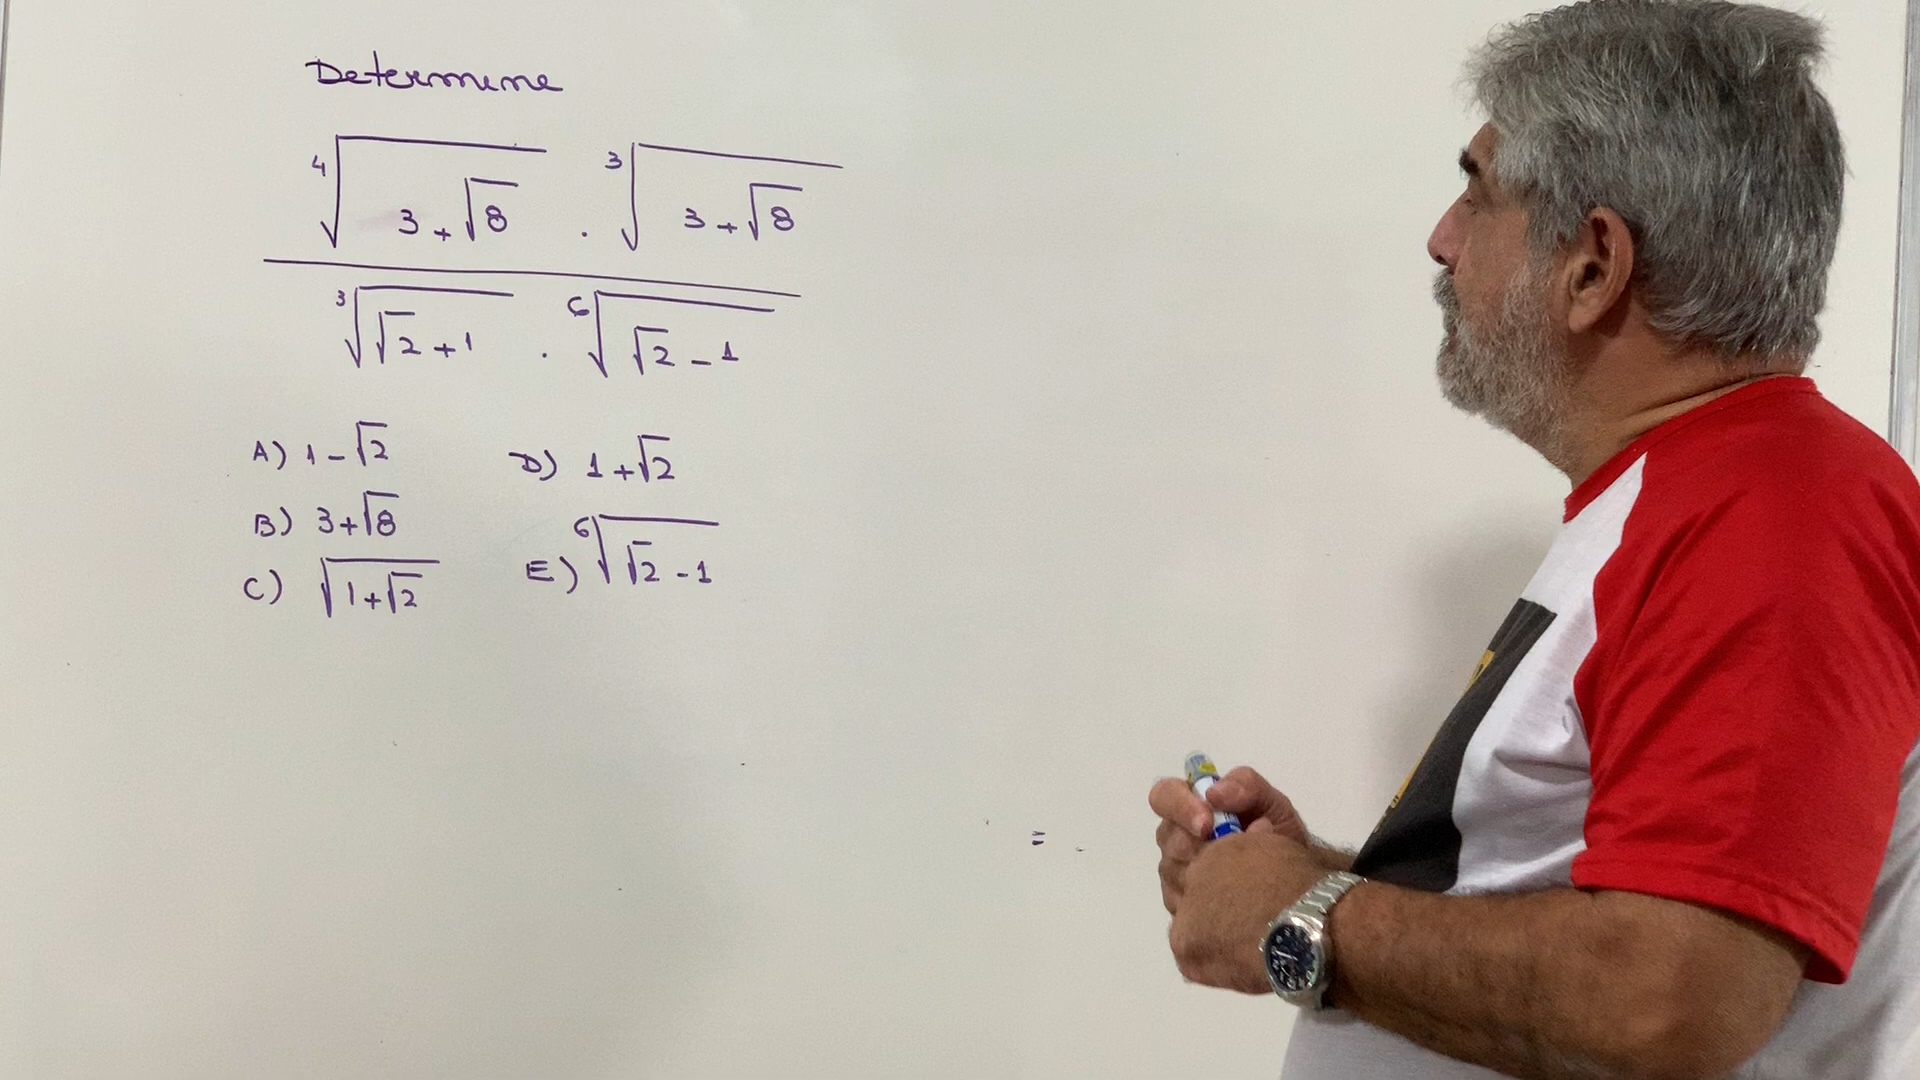 Determine
⁴√(3+√8) . ³√(3+√8)
³√(√2+1) . ⁶√(√2-1)
A) 1-√2
D) 1+√2
B) 3+√8
C) √(1+√2)
E) ⁶√(√2-1)
= -